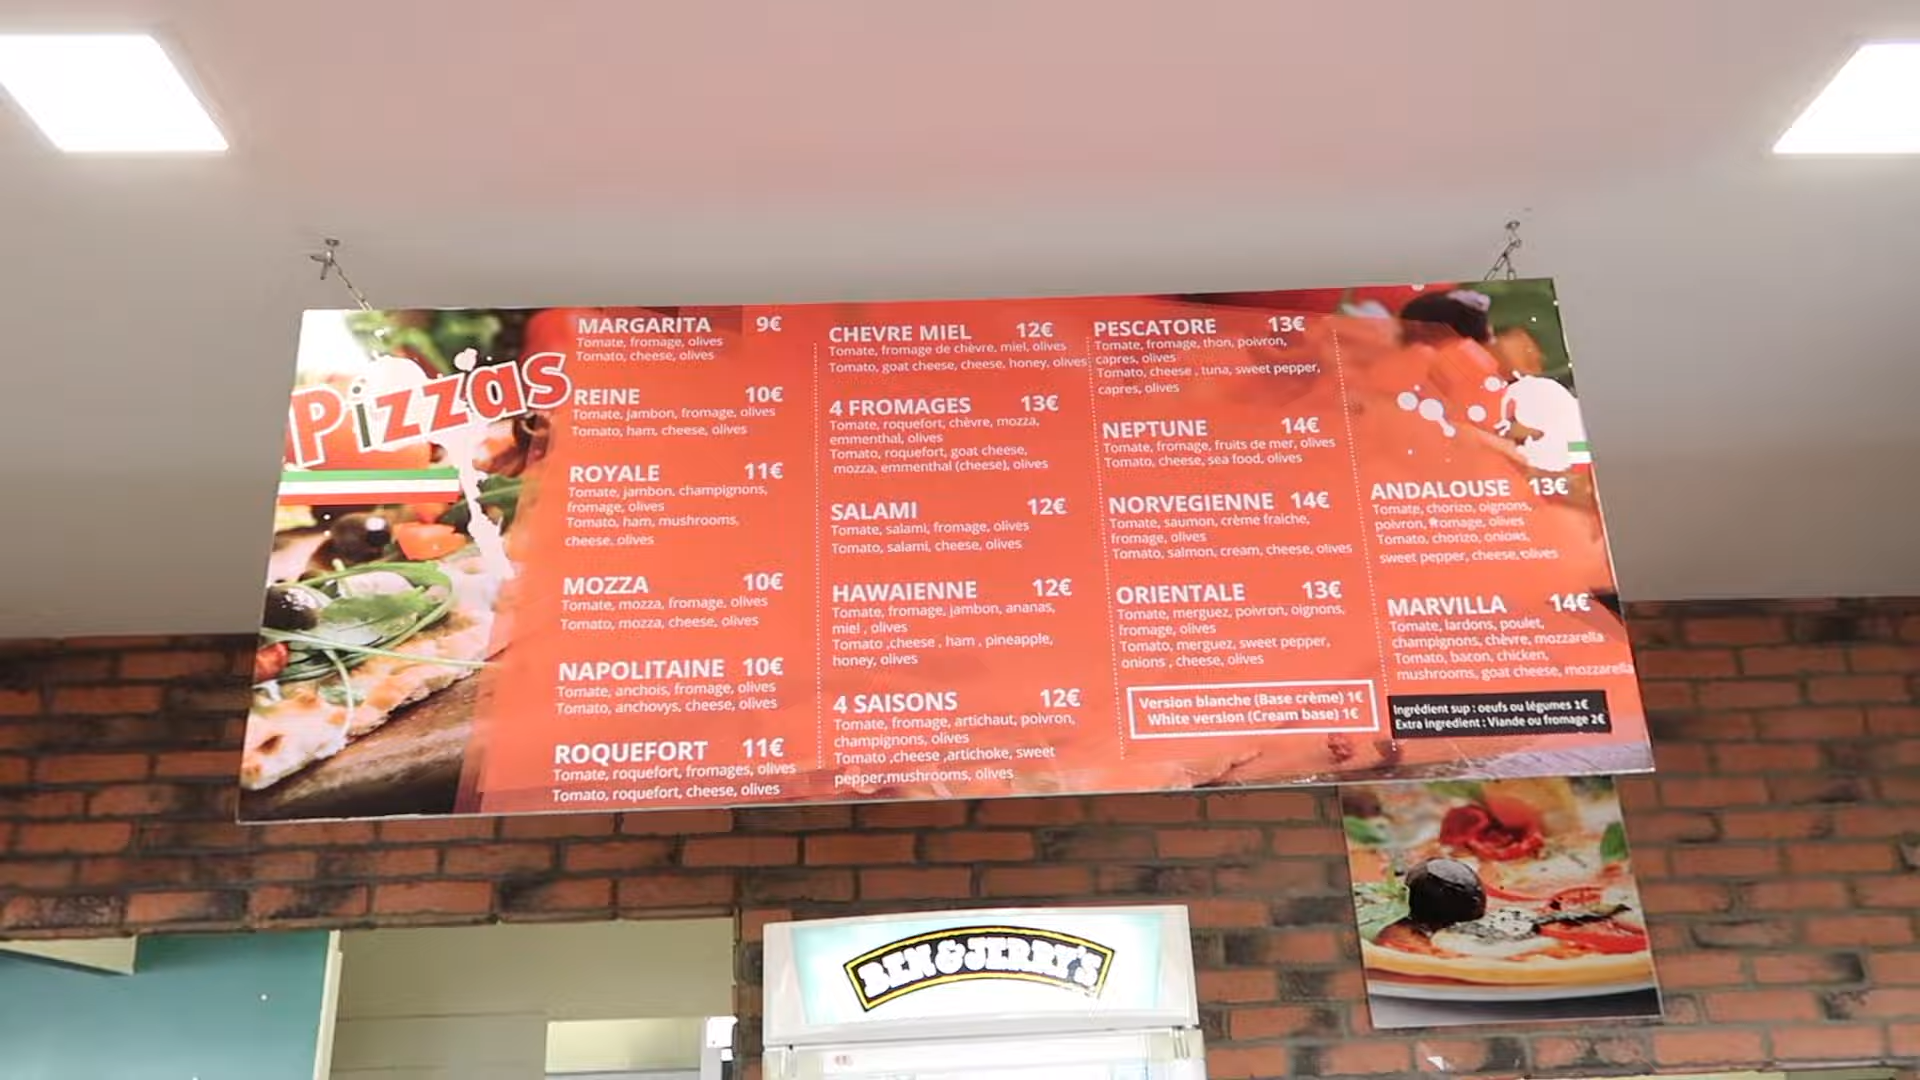 Pizzas
MARGARITA 9€
Tomate, fromage, olives
Tomato, cheese, olives
REINE 10€
Tomate, jambon, fromage, olives
Tomato, ham, cheese, olives
ROYALE 11€
Tomate, jambon, champignons,
fromage, olives
Tomato, ham, mushrooms,
cheese, olives
MOZZA 10€
Tomate, mozza, fromage, olives
Tomato, mozza, cheese, olives
NAPOLITAINE 10€
Tomate, anchois, fromage, olives
Tomato, anchovys, cheese, olives
ROQUEFORT 11€
Tomate, roquefort, fromages, olives
Tomato, roquefort, cheese, olives
CHEVRE MIEL 12€
Tomate, fromage de chèvre, miel, olives
Tomato, goat cheese, cheese, honey, olives
4 FROMAGES 13€
Tomate, roquefort, chèvre, mozza,
emmenthal, olives
Tomato, roquefort, goat cheese,
mozza, emmenthal (cheese), olives
SALAMI 12€
Tomate, salami, fromage, olives
Tomato, salami, cheese, olives
HAWAIENNE 12€
Tomate, fromage, jambon, ananas,
miel , olives
Tomato ,cheese , ham , pineapple,
honey, olives
4 SAISONS 12€
Tomate, fromage, artichaut, poivron,
champignons, olives
Tomato ,cheese ,artichoke, sweet
pepper,mushrooms, olives
PESCATORE 13€
Tomate, fromage, thon, poivron,
capres, olives
Tomato, cheese , tuna, sweet pepper,
capres, olives
NEPTUNE 14€
Tomate, fromage, fruits de mer, olives
Tomato, cheese, sea food, olives
NORVEGIENNE 14€
Tomate, saumon, crème fraiche,
fromage, olives
Tomato, salmon, cream, cheese, olives
ORIENTALE 13€
Tomate, merguez, poivron, oignons,
fromage, olives
Tomato, merguez, sweet pepper,
onions , cheese, olives
Version blanche (Base crème) 1€
White version (Cream base) 1€
ANDALOUSE 13€
Tomate, chorizo, oignons,
poivron, fromage, olives
Tomato, chorizo, onions,
sweet pepper, cheese, olives
MARVILLA 14€
Tomate, lardons, poulet,
champignons, chèvre, mozzarella
Tomato, bacon, chicken,
mushrooms, goat cheese, mozzarella
Ingrédient sup : oeufs ou légumes 1€
Extra ingredient : Viande ou fromage 2€
BEN & JERRY'S